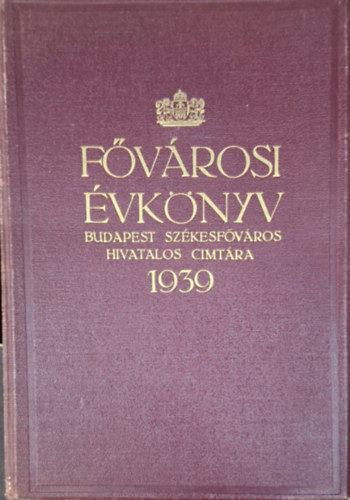 FŐVÁROSI
ÉVKÖNYV
BUDAPEST SZÉKESFŐVÁROS
HIVATALOS CIMTÁRA
1939